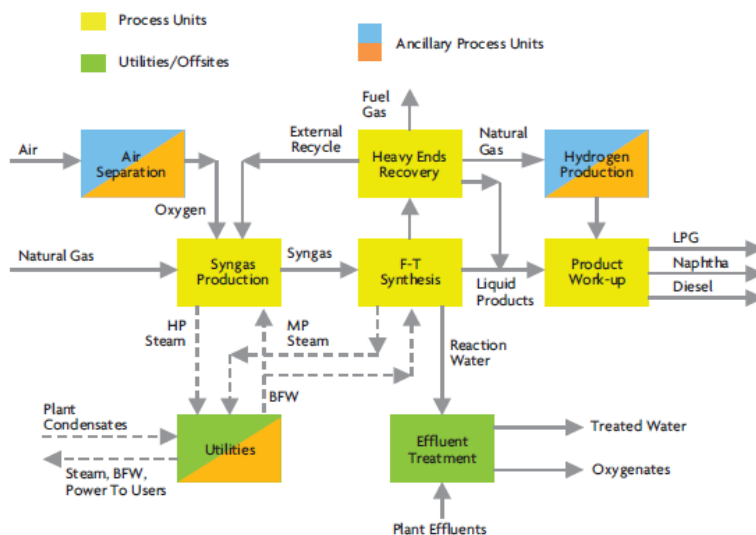 Process Units
Utilities/Offsites
Ancillary Process Units
Fuel
Gas
Air
Air
Separation
External
Recycle
Heavy Ends
Recovery
Natural
Gas
Hydrogen
Production
Oxygen
Natural Gas
Syngas
Production
Syngas
F-T
Synthesis
Liquid
Products
Product
Work-up
LPG
Naphtha
Diesel
HP
Steam
MP
Steam
BFW
Reaction
Water
Plant
Condensates
Utilities
Steam, BFW,
Power To Users
Effluent
Treatment
Treated Water
Oxygenates
Plant Effluents